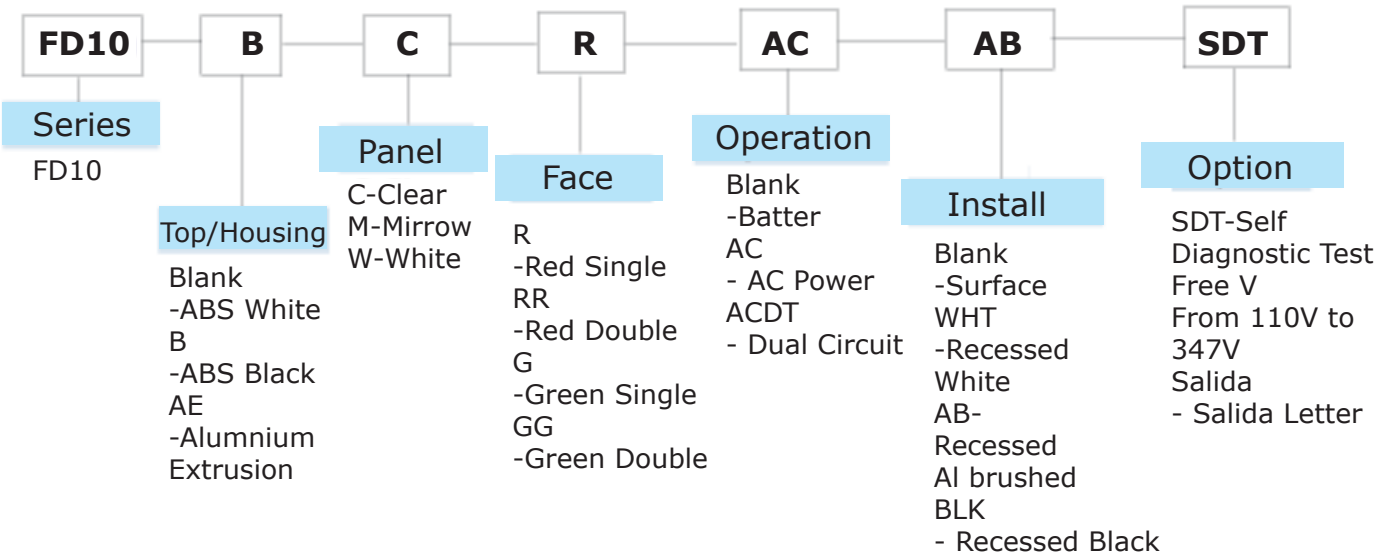 FD10 B C R AC AB SDT
Series
FD10
Top/Housing
Blank
-ABS White
B
-ABS Black
AE
-Alumnium
Extrusion
Panel
C-Clear
M-Mirrow
W-White
Face
R
-Red Single
RR
-Red Double
G
-Green Single
GG
-Green Double
Operation
Blank
-Batter
AC
- AC Power
ACDT
- Dual Circuit
Install
Blank
-Surface
WHT
-Recessed
White
AB-
Recessed
Al brushed
BLK
- Recessed Black
Option
SDT-Self
Diagnostic Test
Free V
From 110V to
347V
Salida
- Salida Letter